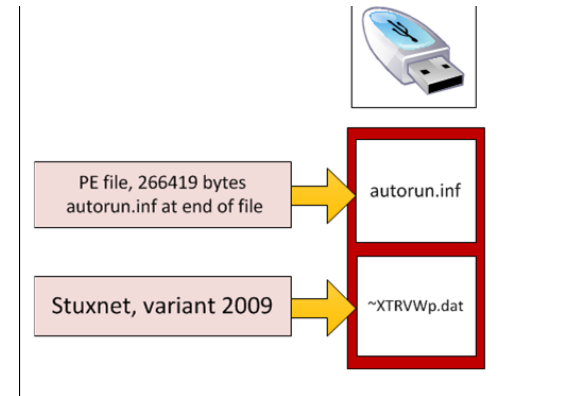 PE file, 266419 bytes
autorun.inf at end of file
autorun.inf
Stuxnet, variant 2009
~XTRVWp.dat